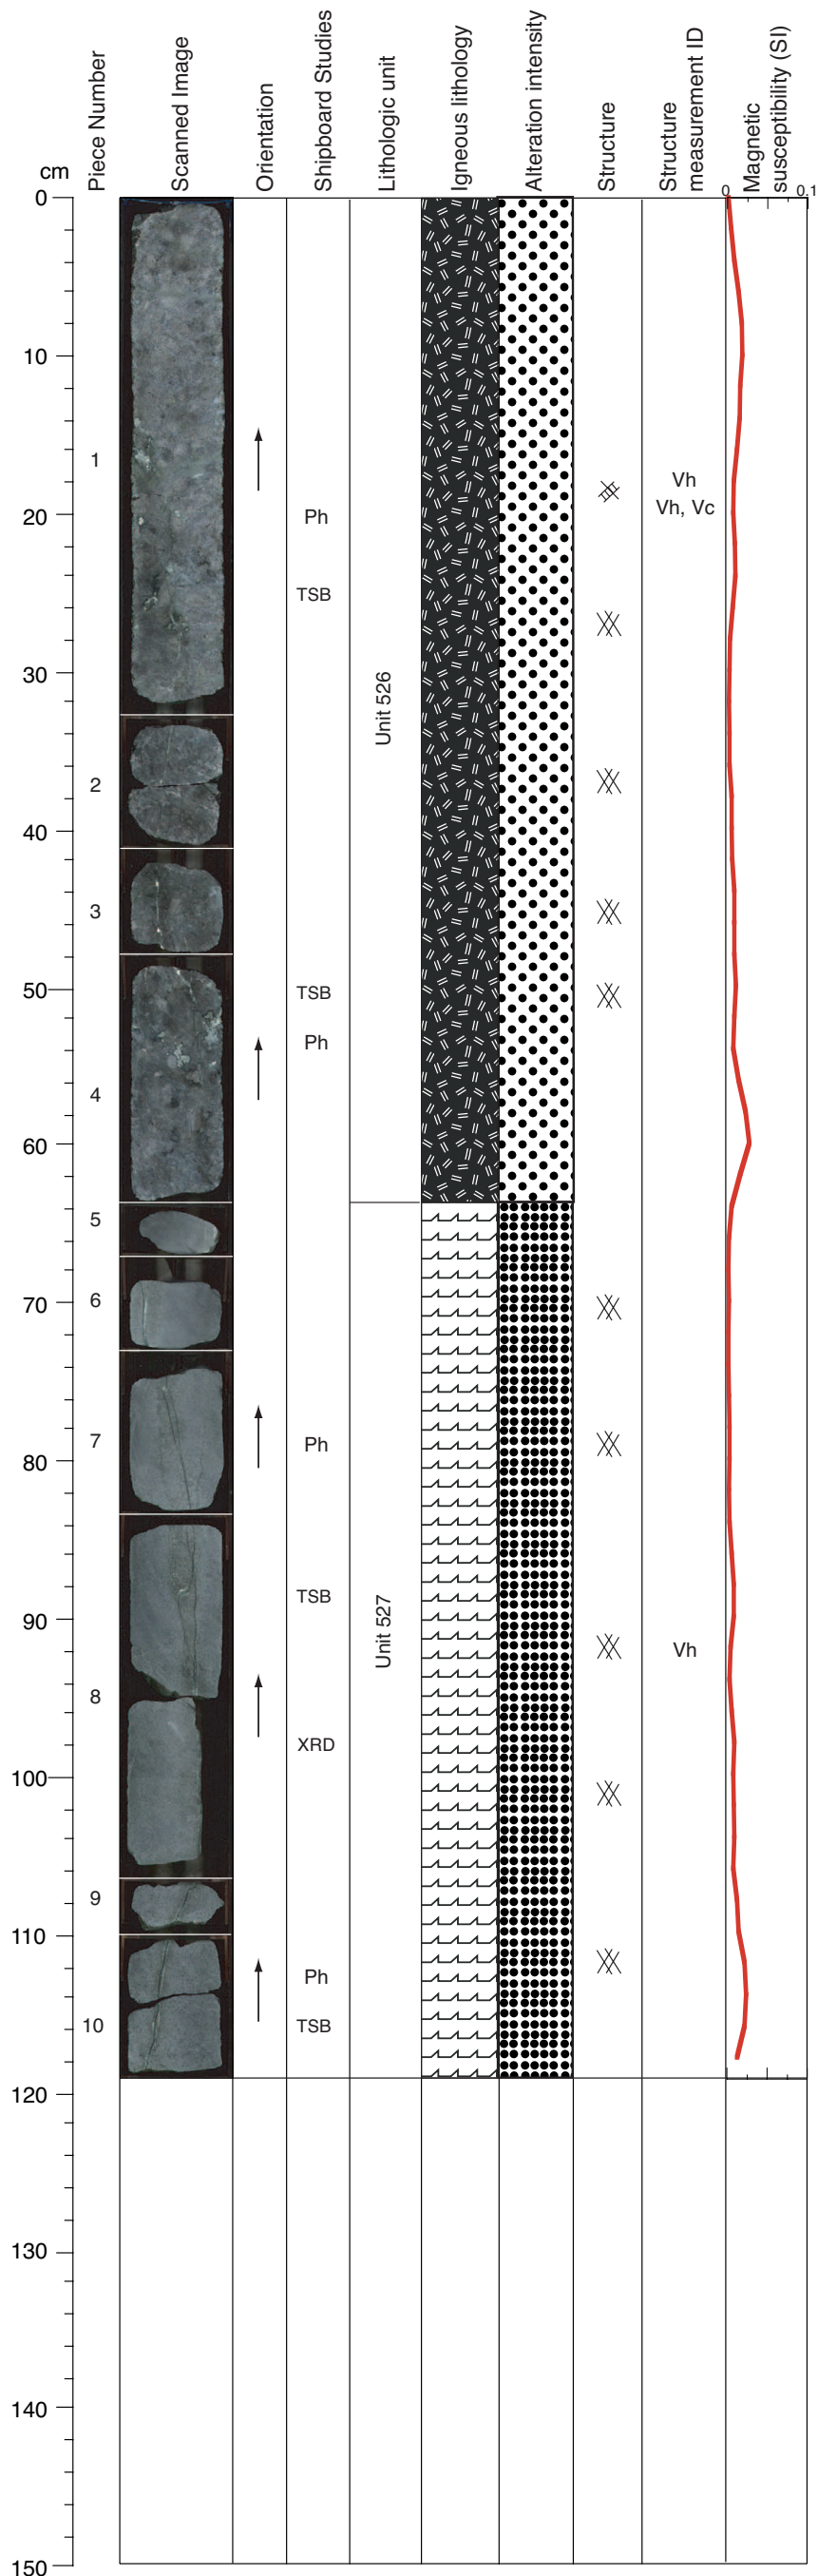 cm
Piece Number
Scanned Image
Orientation
Shipboard Studies
Lithologic unit
Igneous lithology
Alteration intensity
Structure
Structure
measurement ID
Magnetic
susceptibility (SI)
0
0.1
0
10
1
Vh
Vh, Vc
20
Ph
TSB
30
Unit 526
2
40
3
50
TSB
Ph
4
60
5
6
70
7
Ph
80
TSB
90
Unit 527
Vh
8
XRD
100
9
110
Ph
10
TSB
120
130
140
150